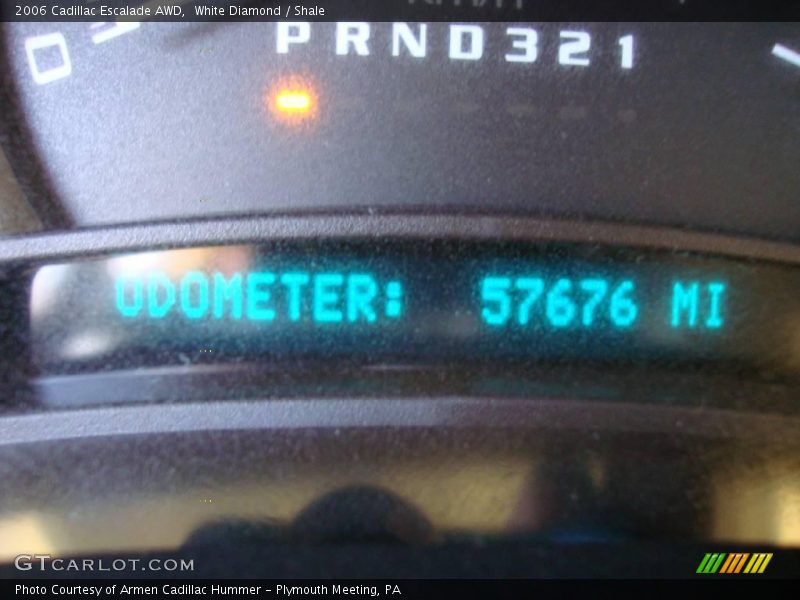 2006 Cadillac Escalade AWD, White Diamond / Shale
PRND321
0
ODOMETER: 57676 MI
GTCARLOT.COM
Photo Courtesy of Armen Cadillac Hummer - Plymouth Meeting, PA